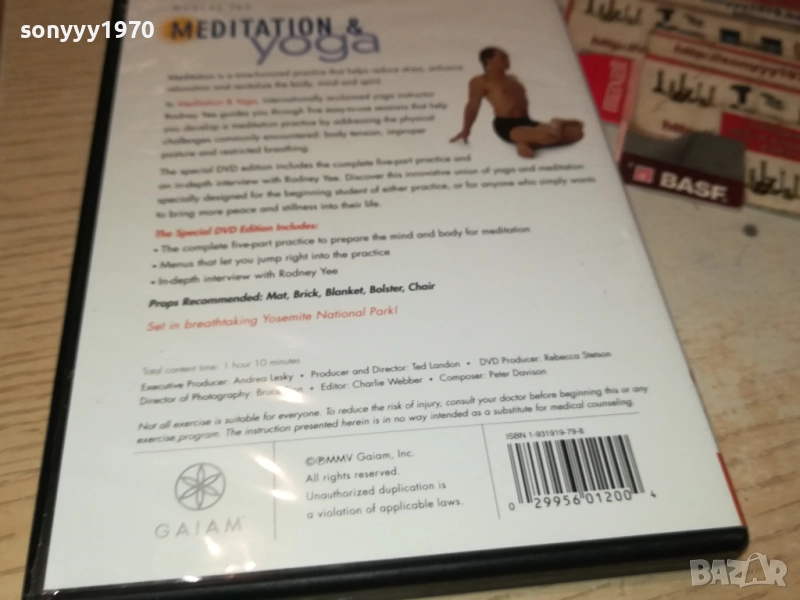 sonyyy1970
RODNEY YEE
MEDITATION &
yoga
Meditation is a time-honored practice that helps reduce stress, enhance
relaxation and revitalize the body, mind and spirit.
In Meditation & Yoga, internationally acclaimed yoga instructor
Rodney Yee guides you through five easy-to-use sessions that help
you develop a meditation practice by addressing the physical
challenges commonly encountered: body tension, improper
posture and restricted breathing.
The special DVD edition includes the complete five-part practice and
an in-depth interview with Rodney Yee. Discover this innovative union of yoga and meditation
specially designed for the beginning student of either practice, or for anyone who simply wants
to bring more peace and stillness into their life.
The Special DVD Edition Includes:
• The complete five-part practice to prepare the mind and body for meditation
• Menus that let you jump right into the practice
• In-depth interview with Rodney Yee
Props Recommended: Mat, Brick, Blanket, Bolster, Chair
Set in breathtaking Yosemite National Park!
Total content time: 1 hour 10 minutes
Executive Producer: Andrea Lesky • Producer and Director: Ted Landon • DVD Producer: Rebecca Stetson
Director of Photography: Bruce • Editor: Charlie Webber • Composer: Peter Davison
Not all exercise is suitable for everyone. To reduce the risk of injury, consult your doctor before beginning this or any
exercise program. The instruction presented herein is in no way intended as a substitute for medical counseling.
GAIAM
©℗MMV Gaiam, Inc.
All rights reserved.
Unauthorized duplication is
a violation of applicable laws.
ISBN 1-931919-79-8
0 29956 01200 4
BASF
BAZAR